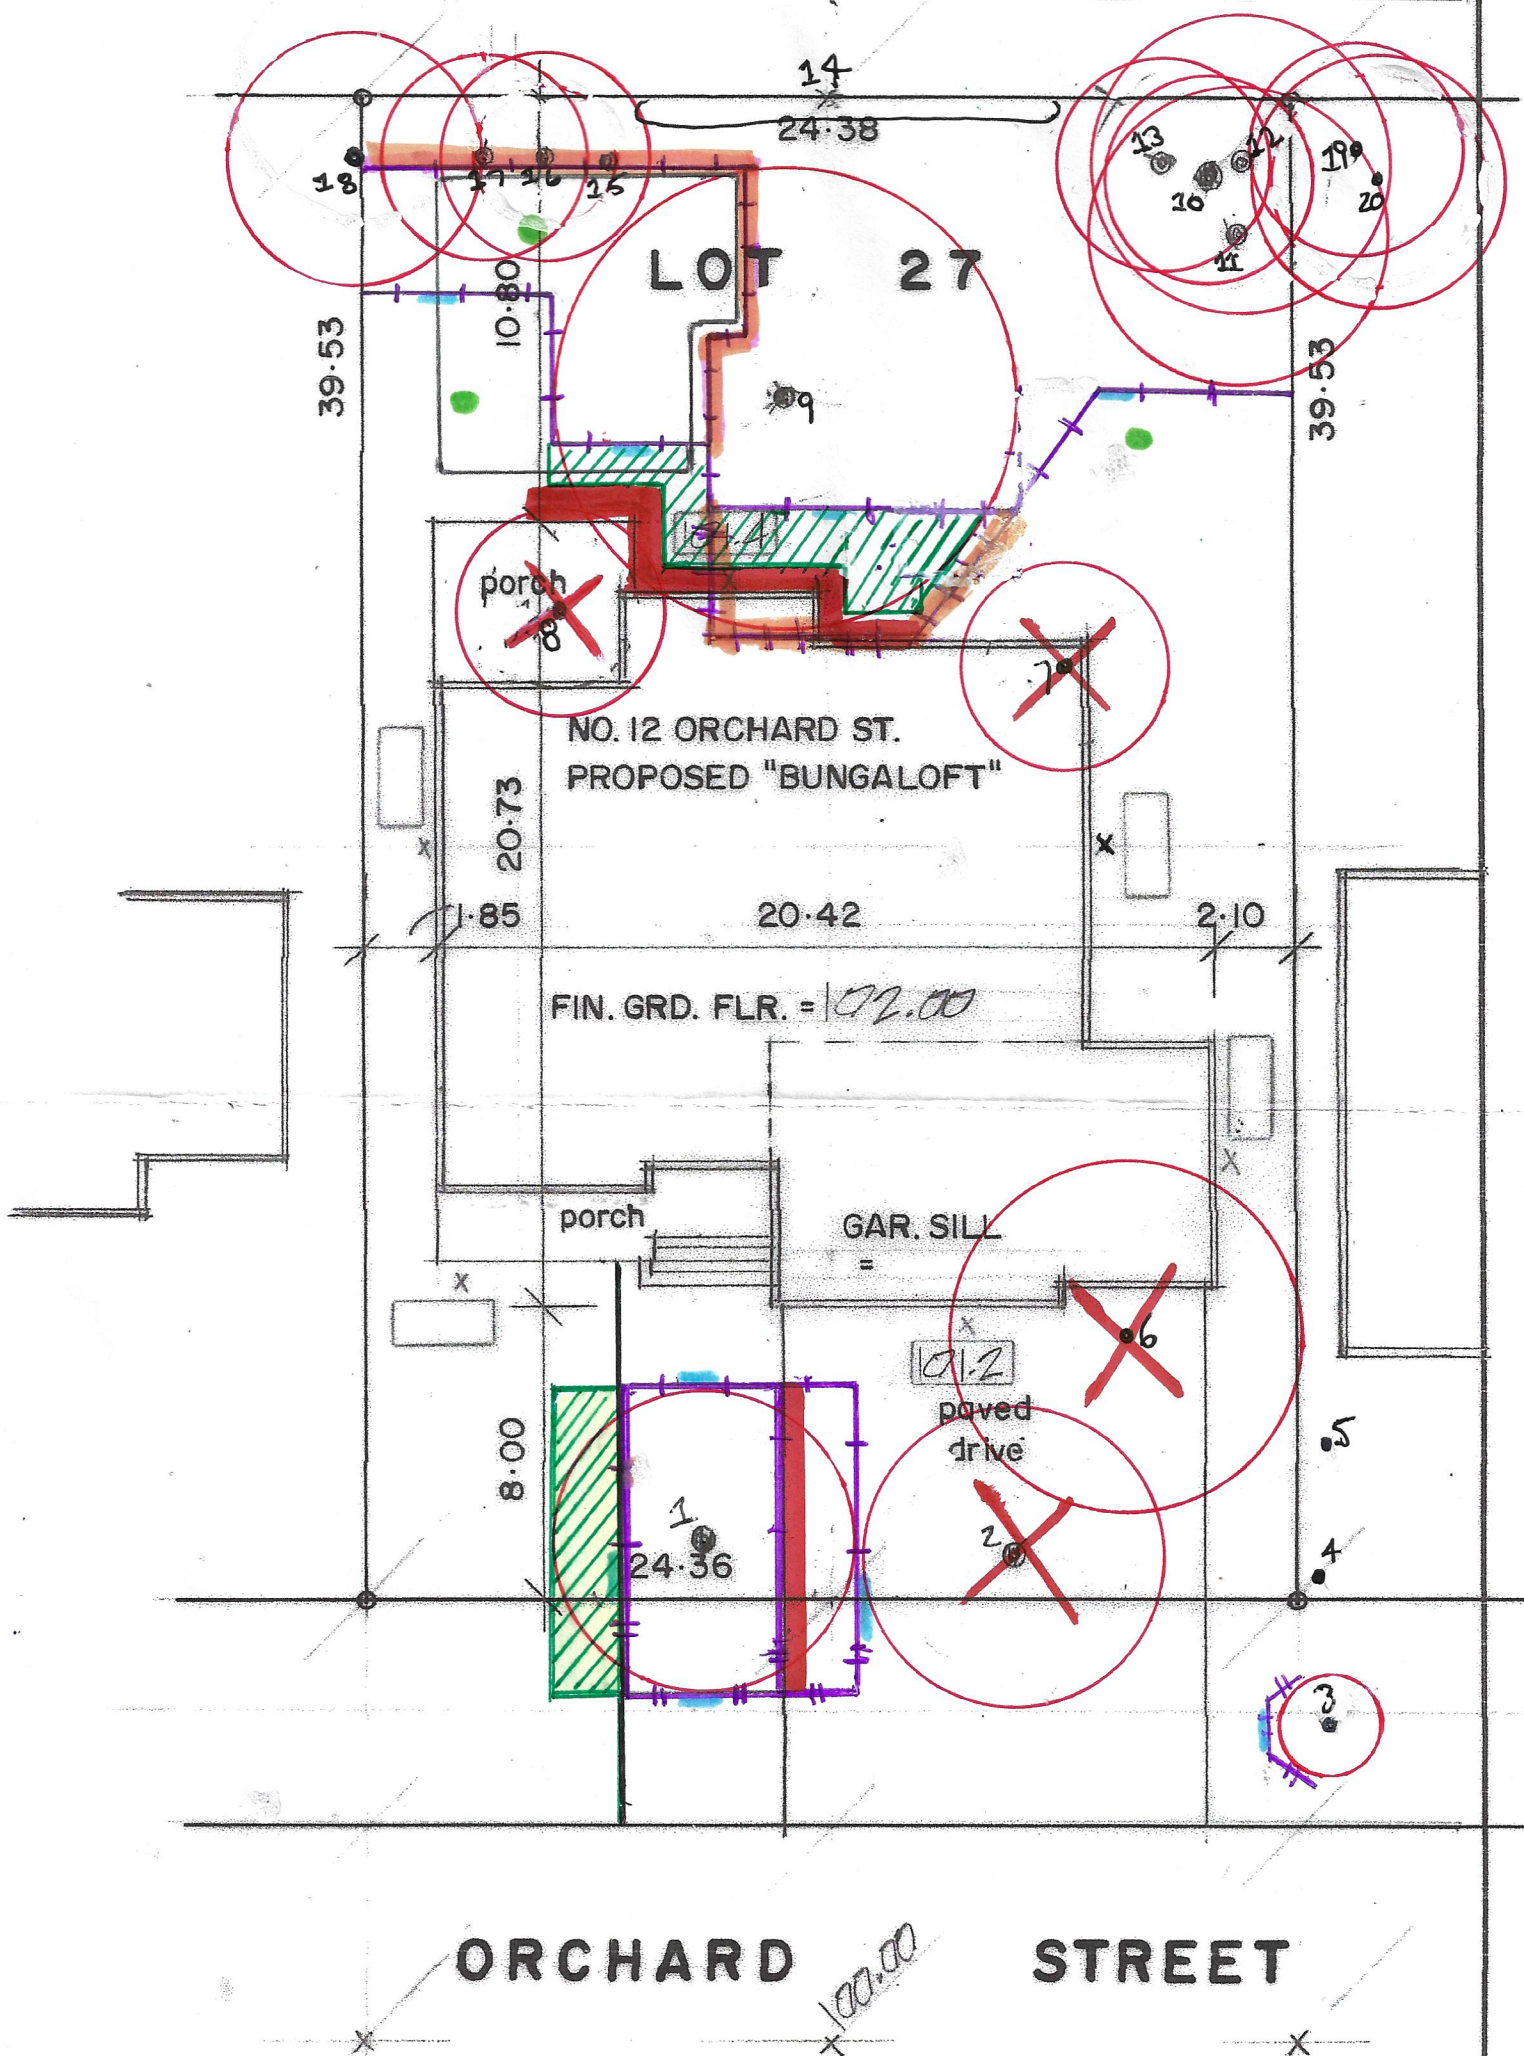 14
24.38
13
12
19
18
17
16
15
10
20
11
LOT 27
10.80
39.53
39.53
9
porch
8
7
NO. 12 ORCHARD ST.
PROPOSED "BUNGALOFT"
20.73
x
x
1.85
20.42
2.10
FIN. GRD. FLR. = 102.00
x
porch
GAR. SILL
=
x
x
6
101.2
paved
drive
5
8.00
1
2
24.36
4
3
ORCHARD STREET
100.00
x
x
x